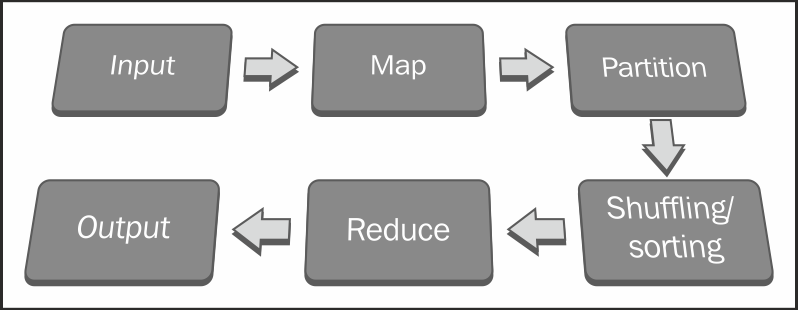 Input
Map
Partition
Shuffling/
sorting
Reduce
Output